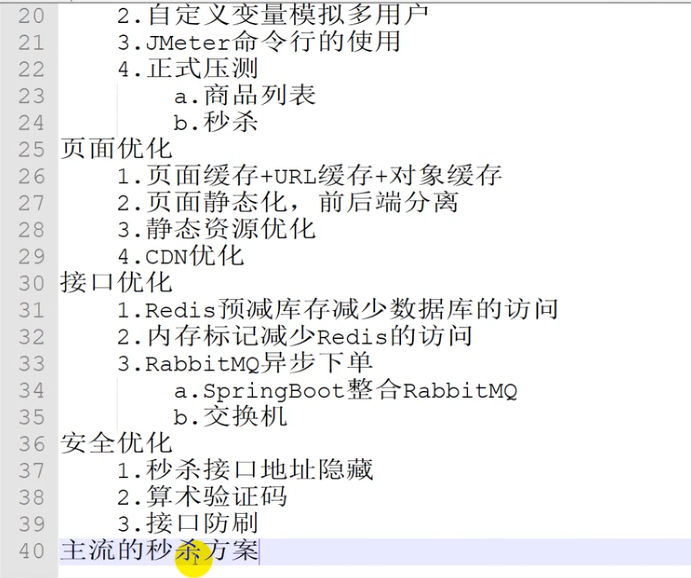 20 2.自定义变量模拟多用户
21 3.JMeter命令行的使用
22 4.正式压测
23 a.商品列表
24 b.秒杀
25 页面优化
26 1.页面缓存+URL缓存+对象缓存
27 2.页面静态化，前后端分离
28 3.静态资源优化
29 4.CDN优化
30 接口优化
31 1.Redis预减库存减少数据库的访问
32 2.内存标记减少Redis的访问
33 3.RabbitMQ异步下单
34 a.SpringBoot整合RabbitMQ
35 b.交换机
36 安全优化
37 1.秒杀接口地址隐藏
38 2.算术验证码
39 3.接口防刷
40 主流的秒杀方案